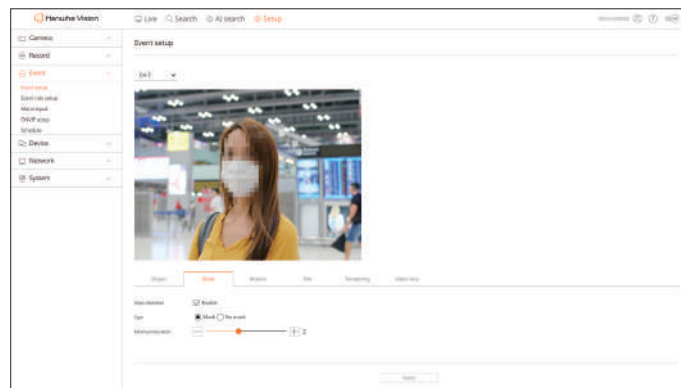 Hanwha Vision
Live
Search
AI search
Setup
Camera
Record
Event
Event setup
Event rule setup
Alarm input
ONVIF setup
Schedule
Device
Network
System
Event setup
Object
Mask
Tampering
Mask detection
Enable
Type
Mask
No mask
Apply